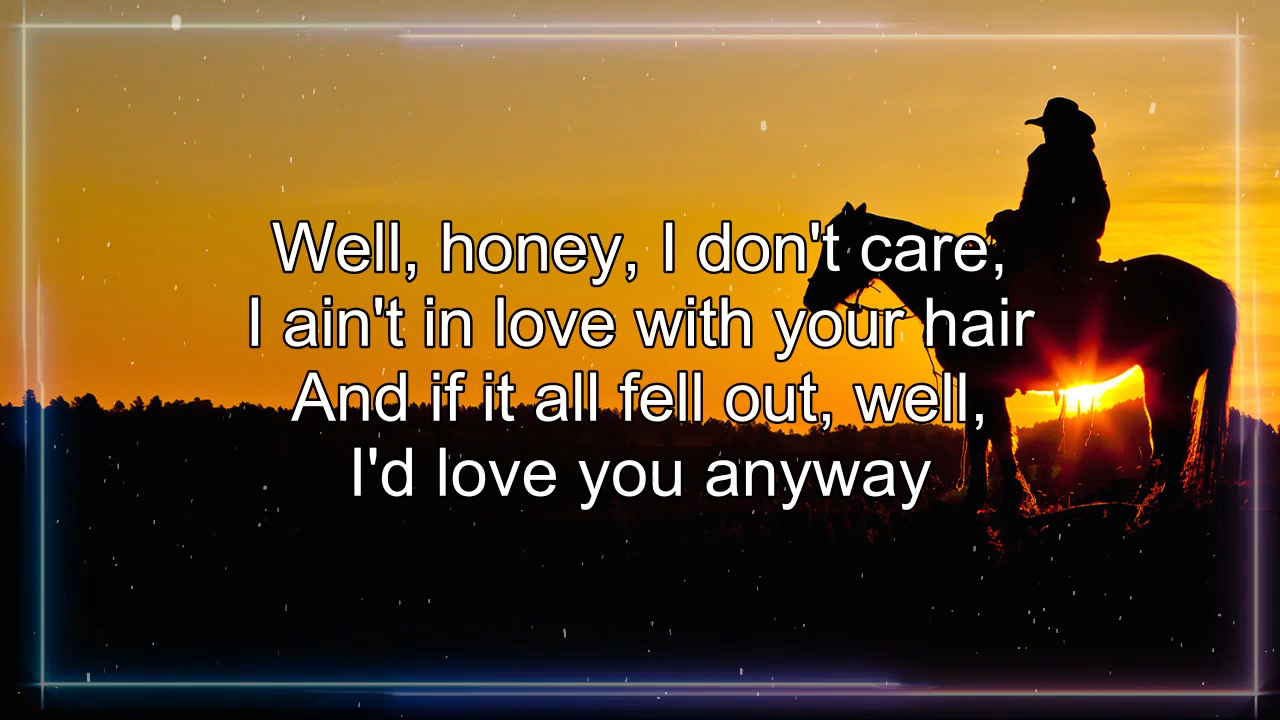 Well, honey, I don't care,
I ain't in love with your hair
And if it all fell out, well,
I'd love you anyway